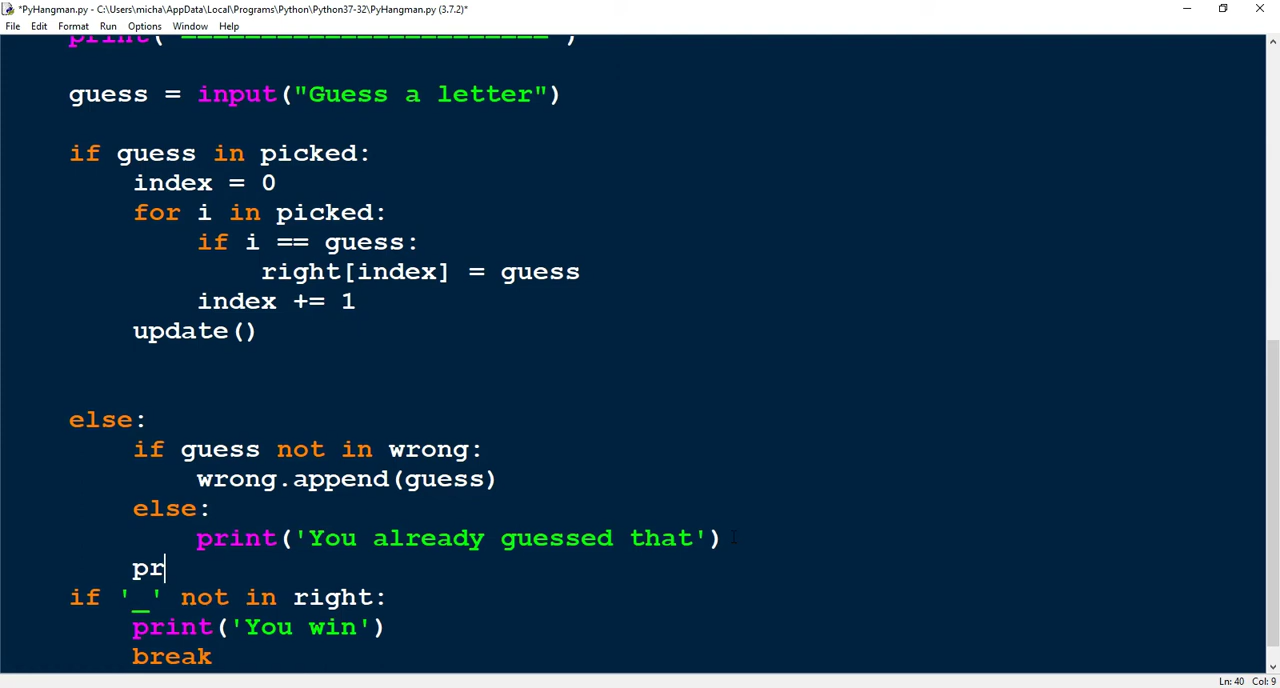 *PyHangman.py - C:\Users\micha\AppData\Local\Programs\Python\Python37-32\PyHangman.py (3.7.2)*
File Edit Format Run Options Window Help
print('=======================')
guess = input("Guess a letter")
if guess in picked:
index = 0
for i in picked:
if i == guess:
right[index] = guess
index += 1
update()
else:
if guess not in wrong:
wrong.append(guess)
else:
print('You already guessed that')
pr
if '_' not in right:
print('You win')
break
Ln: 40 Col: 9